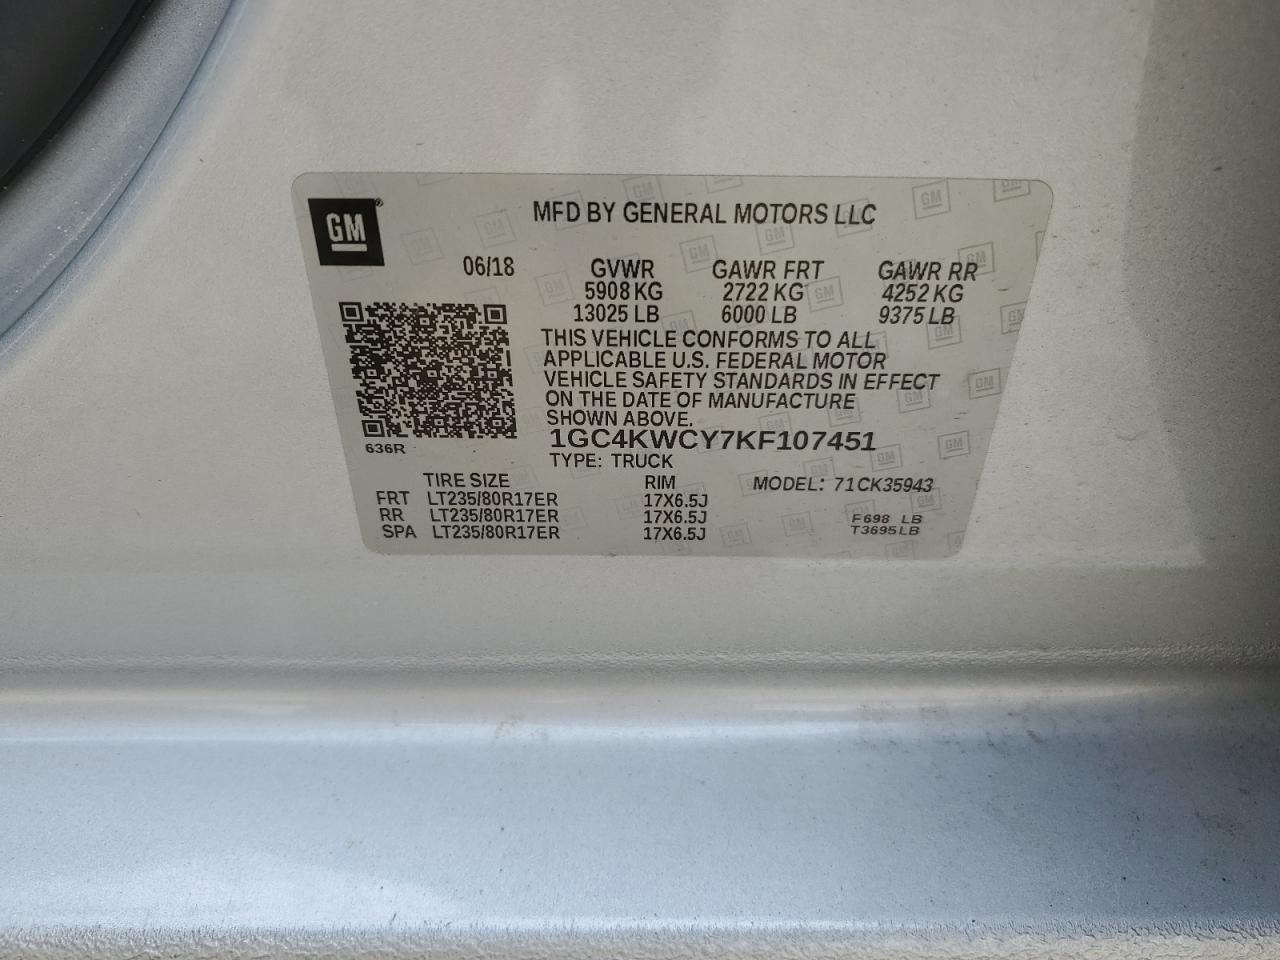 GM®
MFD BY GENERAL MOTORS LLC
06/18 GVWR GAWR FRT GAWR RR
5908 KG 2722 KG 4252 KG
13025 LB 6000 LB 9375 LB
THIS VEHICLE CONFORMS TO ALL
APPLICABLE U.S. FEDERAL MOTOR
VEHICLE SAFETY STANDARDS IN EFFECT
ON THE DATE OF MANUFACTURE
SHOWN ABOVE.
636R
1GC4KWCY7KF107451
TYPE: TRUCK
TIRE SIZE RIM MODEL: 71CK35943
FRT LT235/80R17ER 17X6.5J
RR LT235/80R17ER 17X6.5J F698 LB
SPA LT235/80R17ER 17X6.5J T3695LB